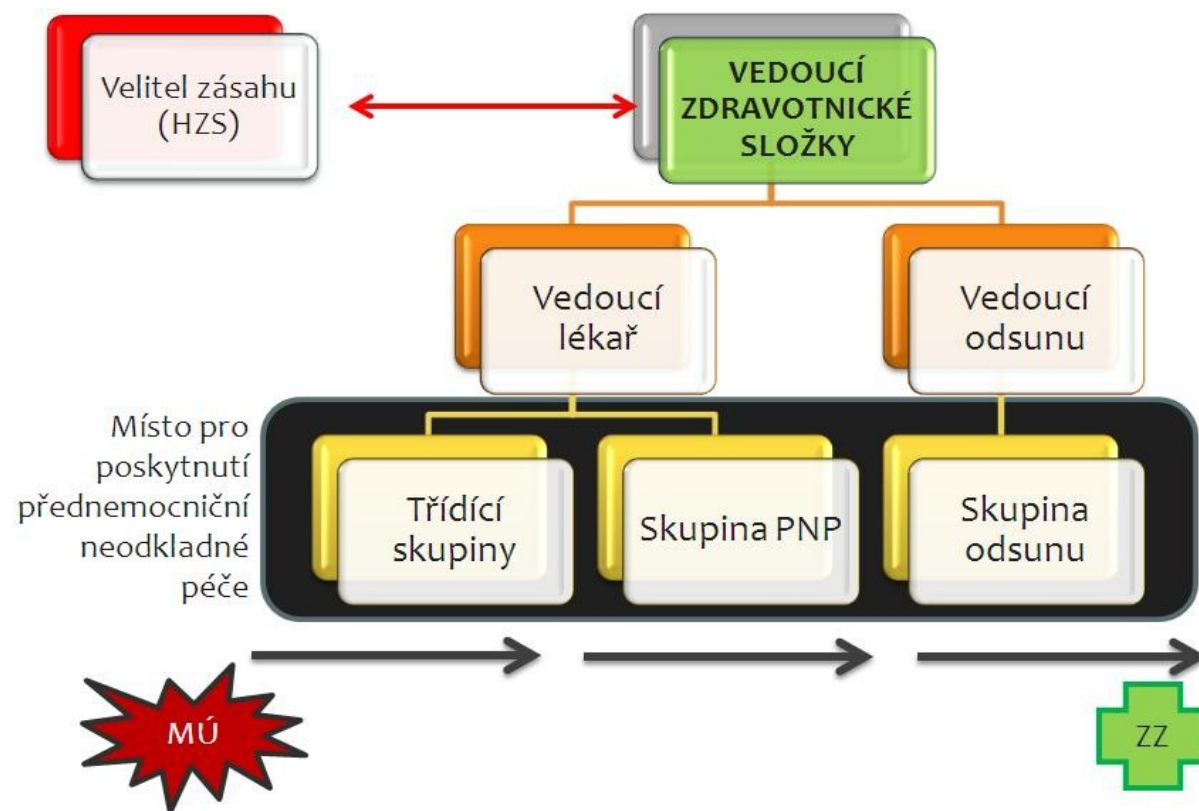 Velitel zásahu
(HZS)
VEDOUCÍ
ZDRAVOTNICKÉ
SLOŽKY
Vedoucí
lékař
Vedoucí
odsunu
Místo pro
poskytnutí
přednemocniční
neodkladné
péče
Třídící
skupiny
Skupina PNP
Skupina
odsunu
MÚ
ZZ